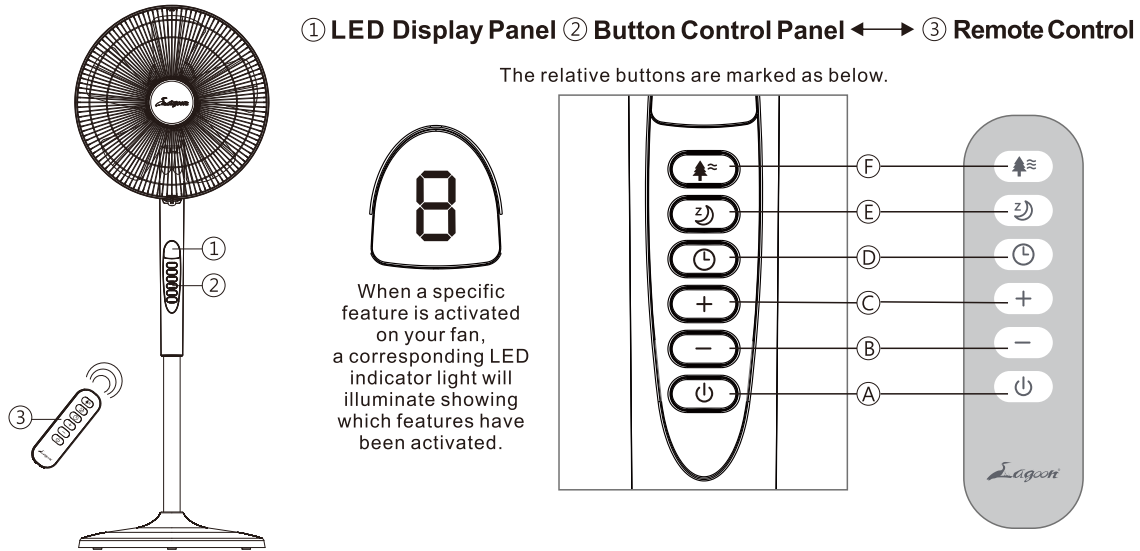 ① LED Display Panel ② Button Control Panel ③ Remote Control
The relative buttons are marked as below.
Lagoon
8
When a specific
feature is activated
on your fan,
a corresponding LED
indicator light will
illuminate showing
which features have
been activated.
①
②
③
F
z
E
z
D
C
B
A
Lagoon